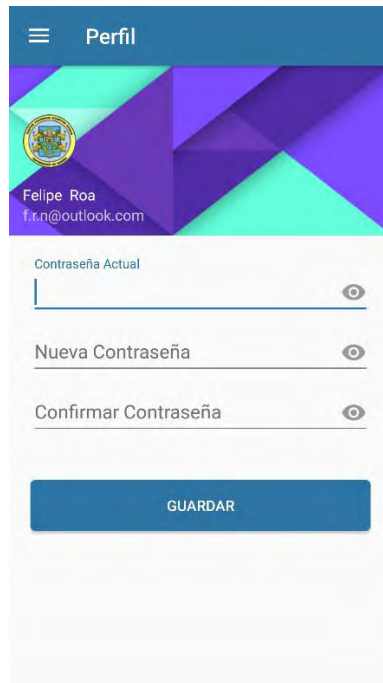 Perfil
Felipe Roa
f.r.n@outlook.com
Contraseña Actual
Nueva Contraseña
Confirmar Contraseña
GUARDAR